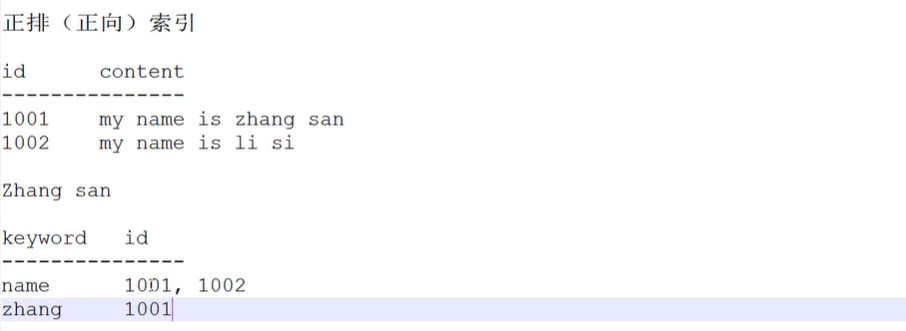 正排（正向）索引
id content
---------------
1001 my name is zhang san
1002 my name is li si
Zhang san
keyword id
---------------
name 1001, 1002
zhang 1001